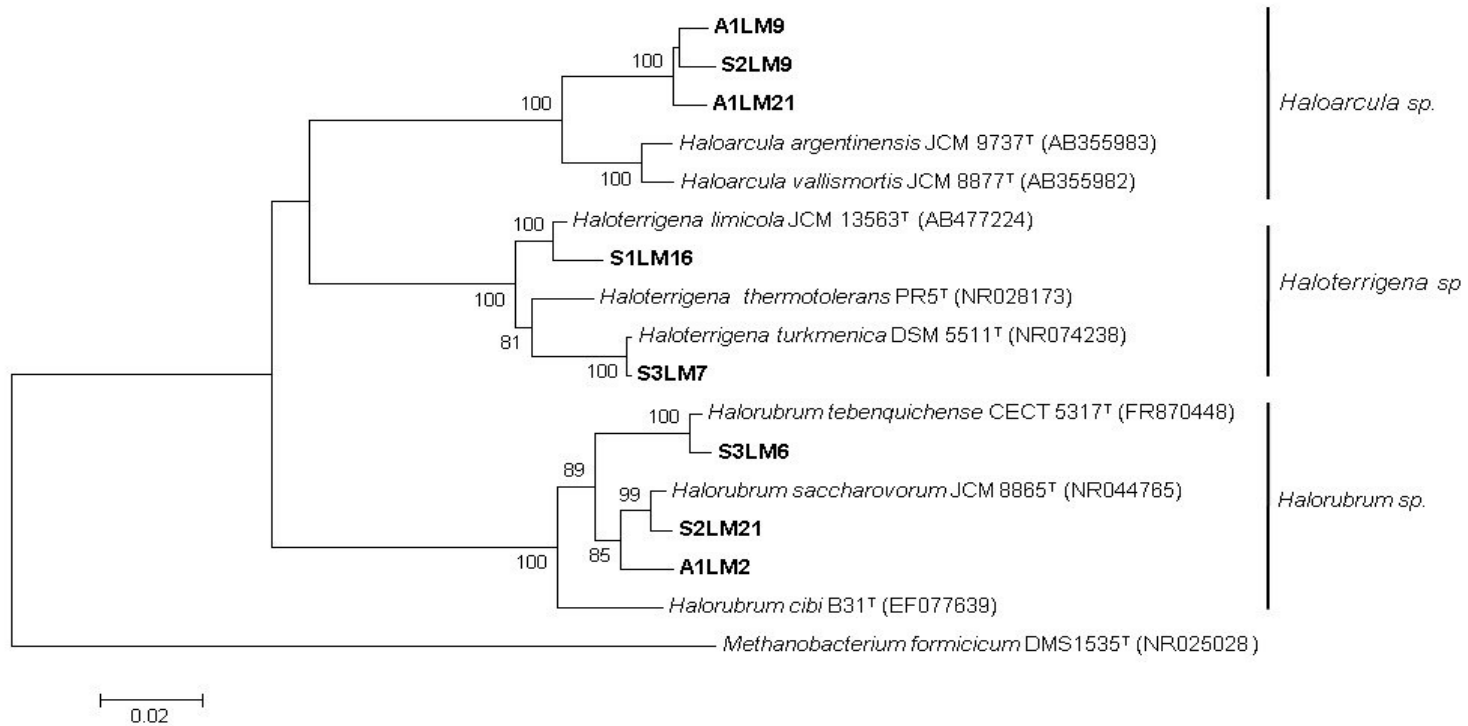 A1LM9
100
S2LM9
100
A1LM21
Haloarcula sp.
Haloarcula argentinensis JCM 9737ᵀ (AB355983)
100
Haloarcula vallismortis JCM 8877ᵀ (AB355982)
100
Haloterrigena limicola JCM 13563ᵀ (AB477224)
S1LM16
Haloterrigena sp
100
Haloterrigena thermotolerans PR5ᵀ (NR028173)
81
Haloterrigena turkmenica DSM 5511ᵀ (NR074238)
100
S3LM7
100
Halorubrum tebenquichense CECT 5317ᵀ (FR870448)
S3LM6
89
99
Halorubrum saccharovorum JCM 8865ᵀ (NR044765)
Halorubrum sp.
S2LM21
85
100
A1LM2
Halorubrum cibi B31ᵀ (EF077639)
Methanobacterium formicicum DMS1535ᵀ (NR025028)
0.02